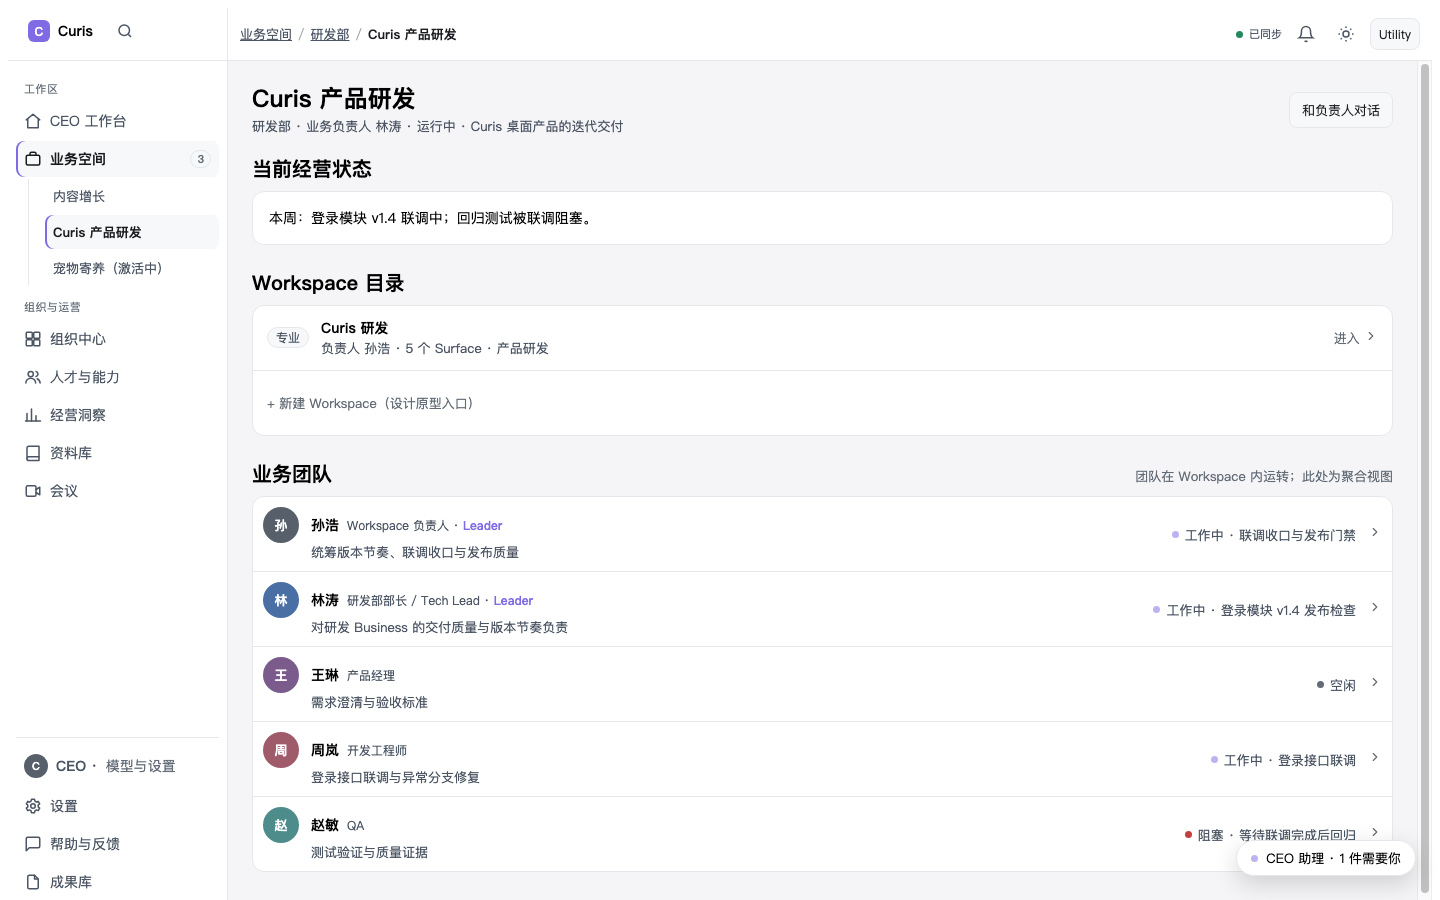 C Curis
业务空间 / 研发部 / Curis 产品研发
已同步
Utility
工作区
CEO 工作台
业务空间 3
内容增长
Curis 产品研发
宠物寄养（激活中）
组织与运营
组织中心
人才与能力
经营洞察
资料库
会议
C CEO · 模型与设置
设置
帮助与反馈
成果库
Curis 产品研发
研发部 · 业务负责人 林涛 · 运行中 · Curis 桌面产品的迭代交付
和负责人对话
当前经营状态
本周：登录模块 v1.4 联调中；回归测试被联调阻塞。
Workspace 目录
专业
Curis 研发
负责人 孙浩 · 5 个 Surface · 产品研发
进入
+ 新建 Workspace（设计原型入口）
业务团队
团队在 Workspace 内运转；此处为聚合视图
孙
孙浩 Workspace 负责人 · Leader
统筹版本节奏、联调收口与发布质量
工作中 · 联调收口与发布门禁
林
林涛 研发部部长 / Tech Lead · Leader
对研发 Business 的交付质量与版本节奏负责
工作中 · 登录模块 v1.4 发布检查
王
王琳 产品经理
需求澄清与验收标准
空闲
周
周岚 开发工程师
登录接口联调与异常分支修复
工作中 · 登录接口联调
赵
赵敏 QA
测试验证与质量证据
阻塞 · 等待联调完成后回归
CEO 助理 · 1 件需要你